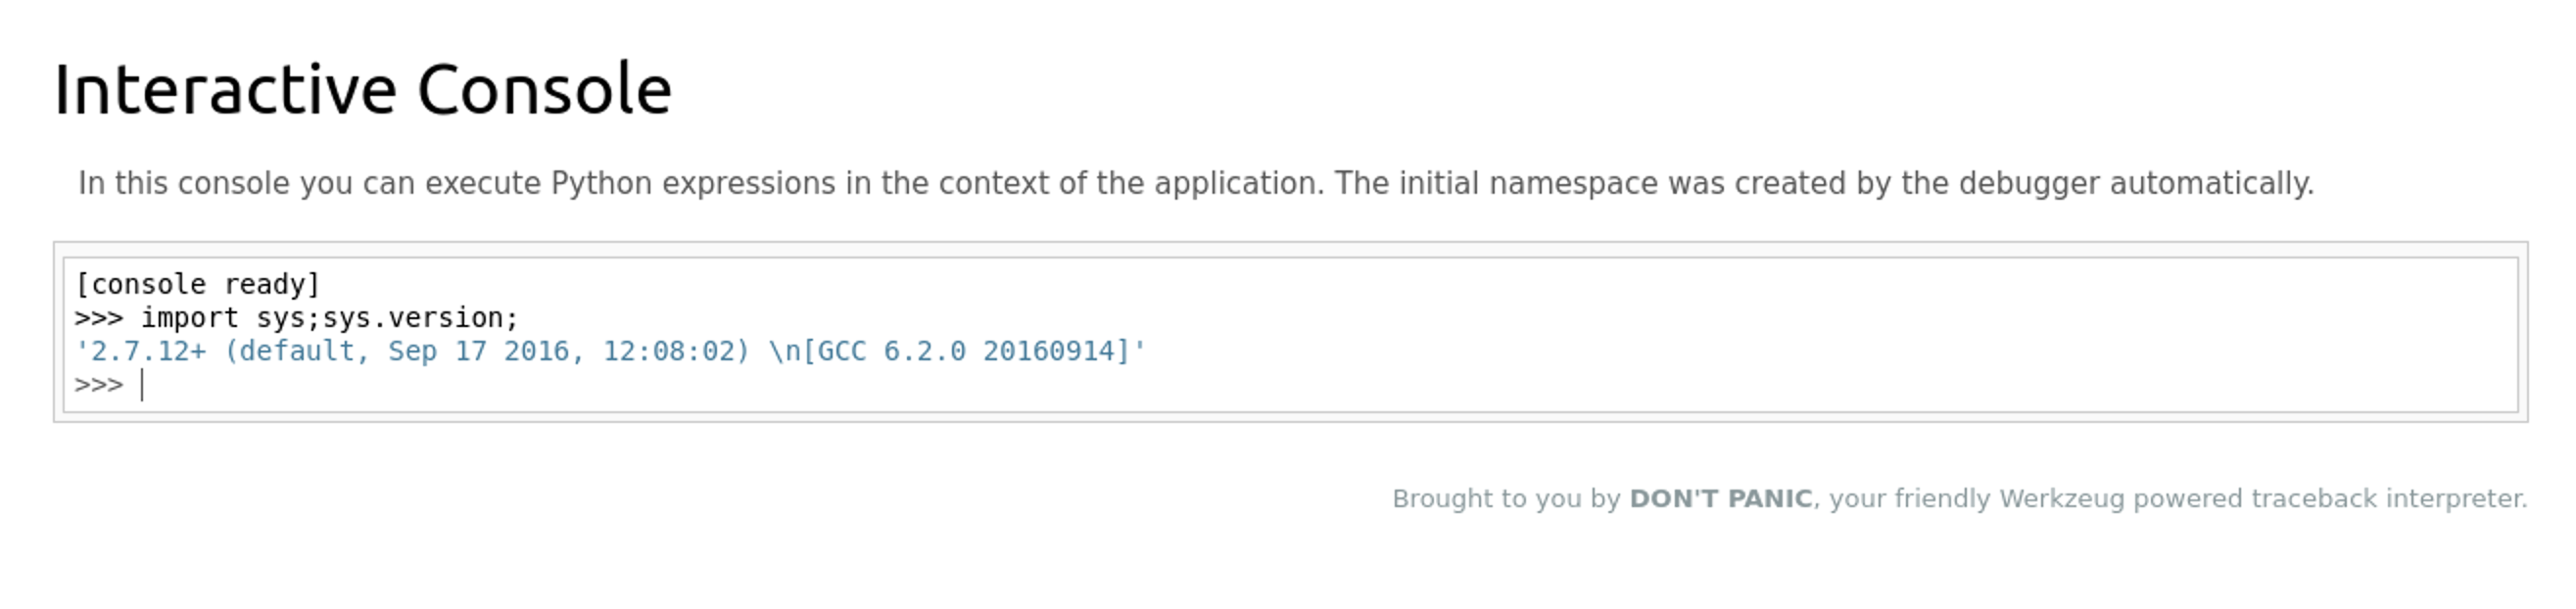 Interactive Console
In this console you can execute Python expressions in the context of the application. The initial namespace was created by the debugger automatically.
[console ready]
>>> import sys;sys.version;
'2.7.12+ (default, Sep 17 2016, 12:08:02) \n[GCC 6.2.0 20160914]'
>>>
Brought to you by DON'T PANIC, your friendly Werkzeug powered traceback interpreter.